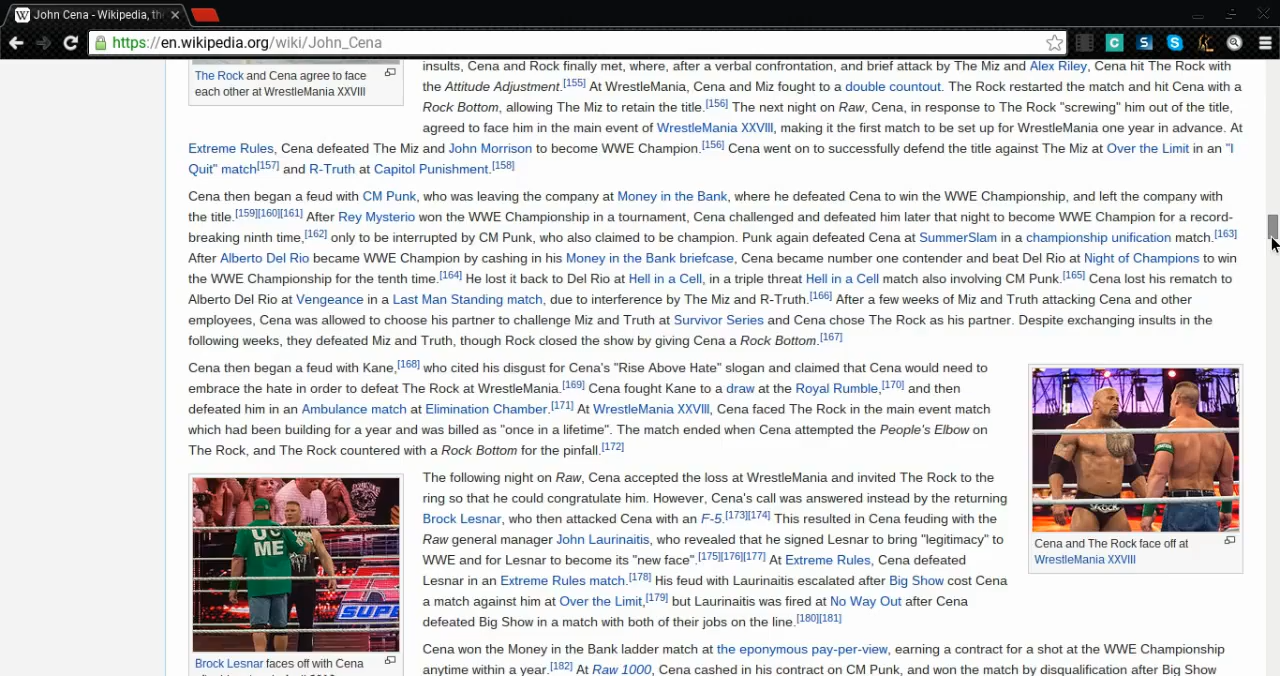 John Cena - Wikipedia, the
https://en.wikipedia.org/wiki/John_Cena
The Rock and Cena agree to face
each other at WrestleMania XXVIII
insults, Cena and Rock finally met, where, after a verbal confrontation, and brief attack by The Miz and Alex Riley, Cena hit The Rock with
the Attitude Adjustment.[155] At WrestleMania, Cena and Miz fought to a double countout. The Rock restarted the match and hit Cena with a
Rock Bottom, allowing The Miz to retain the title.[156] The next night on Raw, Cena, in response to The Rock "screwing" him out of the title,
agreed to face him in the main event of WrestleMania XXVIII, making it the first match to be set up for WrestleMania one year in advance. At
Extreme Rules, Cena defeated The Miz and John Morrison to become WWE Champion.[156] Cena went on to successfully defend the title against The Miz at Over the Limit in an "I
Quit" match[157] and R-Truth at Capitol Punishment.[158]
Cena then began a feud with CM Punk, who was leaving the company at Money in the Bank, where he defeated Cena to win the WWE Championship, and left the company with
the title.[159][160][161] After Rey Mysterio won the WWE Championship in a tournament, Cena challenged and defeated him later that night to become WWE Champion for a record-
breaking ninth time,[162] only to be interrupted by CM Punk, who also claimed to be champion. Punk again defeated Cena at SummerSlam in a championship unification match.[163]
After Alberto Del Rio became WWE Champion by cashing in his Money in the Bank briefcase, Cena became number one contender and beat Del Rio at Night of Champions to win
the WWE Championship for the tenth time.[164] He lost it back to Del Rio at Hell in a Cell, in a triple threat Hell in a Cell match also involving CM Punk.[165] Cena lost his rematch to
Alberto Del Rio at Vengeance in a Last Man Standing match, due to interference by The Miz and R-Truth.[166] After a few weeks of Miz and Truth attacking Cena and other
employees, Cena was allowed to choose his partner to challenge Miz and Truth at Survivor Series and Cena chose The Rock as his partner. Despite exchanging insults in the
following weeks, they defeated Miz and Truth, though Rock closed the show by giving Cena a Rock Bottom.[167]
Cena then began a feud with Kane,[168] who cited his disgust for Cena's "Rise Above Hate" slogan and claimed that Cena would need to
embrace the hate in order to defeat The Rock at WrestleMania.[169] Cena fought Kane to a draw at the Royal Rumble,[170] and then
defeated him in an Ambulance match at Elimination Chamber.[171] At WrestleMania XXVIII, Cena faced The Rock in the main event match
which had been building for a year and was billed as "once in a lifetime". The match ended when Cena attempted the People's Elbow on
The Rock, and The Rock countered with a Rock Bottom for the pinfall.[172]
Cena and The Rock face off at
WrestleMania XXVIII
The following night on Raw, Cena accepted the loss at WrestleMania and invited The Rock to the
ring so that he could congratulate him. However, Cena's call was answered instead by the returning
Brock Lesnar, who then attacked Cena with an F-5.[173][174] This resulted in Cena feuding with the
Raw general manager John Laurinaitis, who revealed that he signed Lesnar to bring "legitimacy" to
WWE and for Lesnar to become its "new face".[175][176][177] At Extreme Rules, Cena defeated
Lesnar in an Extreme Rules match.[178] His feud with Laurinaitis escalated after Big Show cost Cena
a match against him at Over the Limit,[179] but Laurinaitis was fired at No Way Out after Cena
defeated Big Show in a match with both of their jobs on the line.[180][181]
U C
ME
SUPE
Brock Lesnar faces off with Cena
Cena won the Money in the Bank ladder match at the eponymous pay-per-view, earning a contract for a shot at the WWE Championship
anytime within a year.[182] At Raw 1000, Cena cashed in his contract on CM Punk, and won the match by disqualification after Big Show